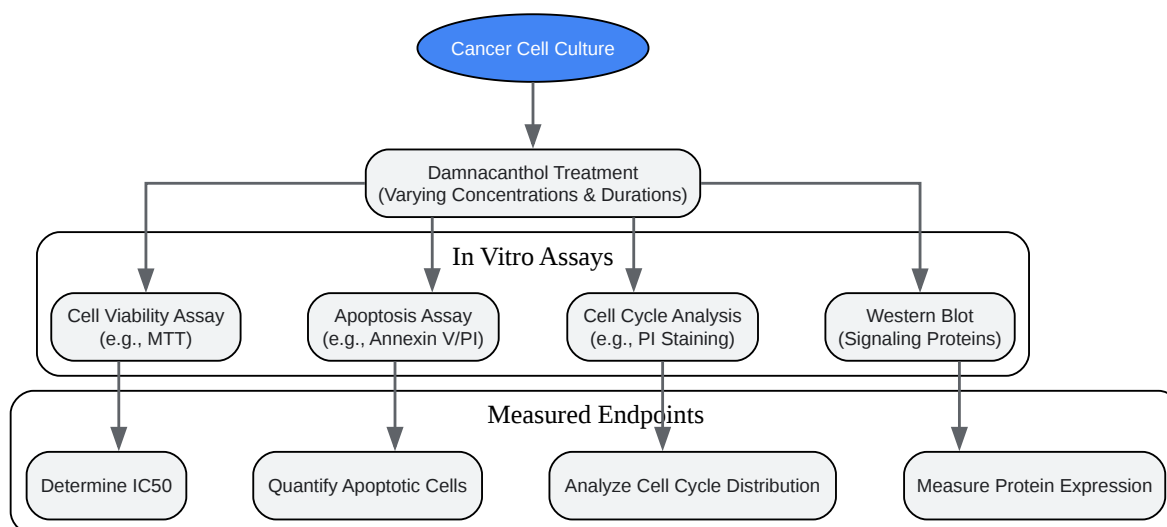 Cancer Cell Culture
Damnacanthol Treatment
(Varying Concentrations & Durations)
In Vitro Assays
Cell Viability Assay
(e.g., MTT)
Apoptosis Assay
(e.g., Annexin V/PI)
Cell Cycle Analysis
(e.g., PI Staining)
Western Blot
(Signaling Proteins)
Measured Endpoints
Determine IC50
Quantify Apoptotic Cells
Analyze Cell Cycle Distribution
Measure Protein Expression